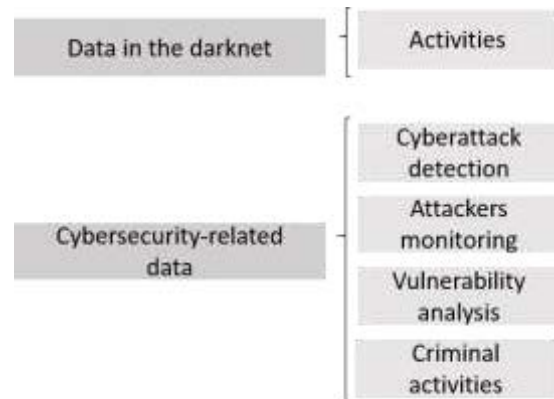 Data in the darknet
Activities
Cybersecurity-related
data
Cyberattack
detection
Attackers
monitoring
Vulnerability
analysis
Criminal
activities